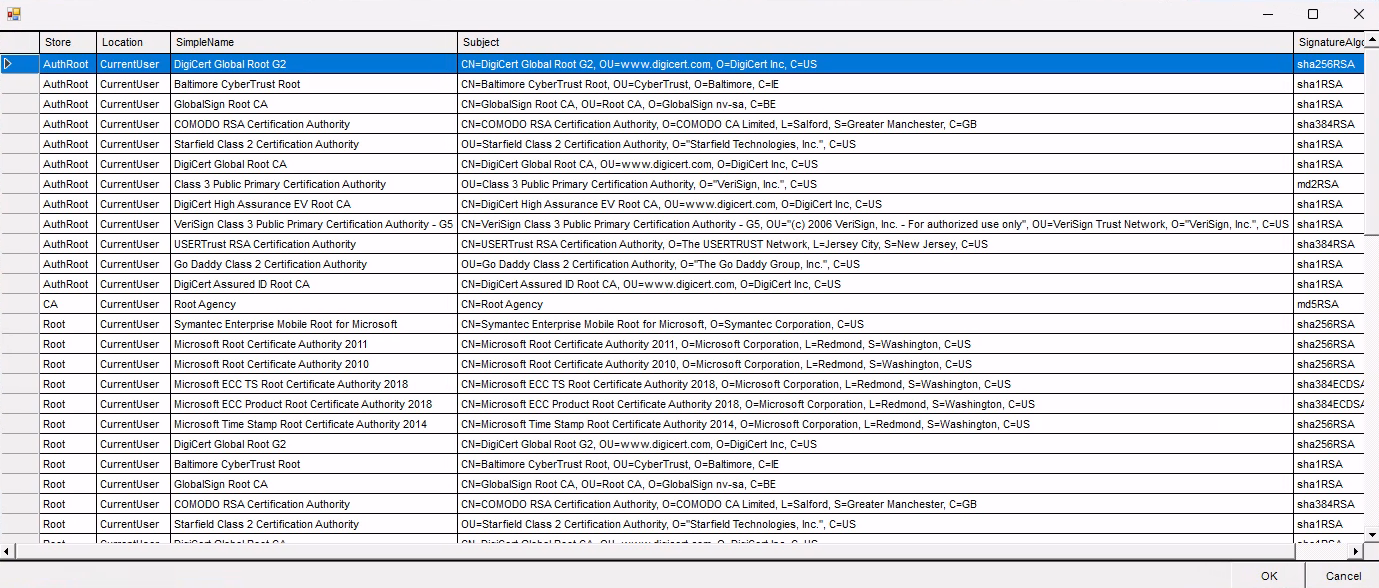 Store Location SimpleName Subject SignatureAlgo
AuthRoot CurrentUser DigiCert Global Root G2 CN=DigiCert Global Root G2, OU=www.digicert.com, O=DigiCert Inc, C=US sha256RSA
AuthRoot CurrentUser Baltimore CyberTrust Root CN=Baltimore CyberTrust Root, OU=CyberTrust, O=Baltimore, C=IE sha1RSA
AuthRoot CurrentUser GlobalSign Root CA CN=GlobalSign Root CA, OU=Root CA, O=GlobalSign nv-sa, C=BE sha1RSA
AuthRoot CurrentUser COMODO RSA Certification Authority CN=COMODO RSA Certification Authority, O=COMODO CA Limited, L=Salford, S=Greater Manchester, C=GB sha384RSA
AuthRoot CurrentUser Starfield Class 2 Certification Authority OU=Starfield Class 2 Certification Authority, O="Starfield Technologies, Inc.", C=US sha1RSA
AuthRoot CurrentUser DigiCert Global Root CA CN=DigiCert Global Root CA, OU=www.digicert.com, O=DigiCert Inc, C=US sha1RSA
AuthRoot CurrentUser Class 3 Public Primary Certification Authority OU=Class 3 Public Primary Certification Authority, O="VeriSign, Inc.", C=US md2RSA
AuthRoot CurrentUser DigiCert High Assurance EV Root CA CN=DigiCert High Assurance EV Root CA, OU=www.digicert.com, O=DigiCert Inc, C=US sha1RSA
AuthRoot CurrentUser VeriSign Class 3 Public Primary Certification Authority - G5 CN=VeriSign Class 3 Public Primary Certification Authority - G5, OU="(c) 2006 VeriSign, Inc. - For authorized use only", OU=VeriSign Trust Network, O="VeriSign, Inc.", C=US sha1RSA
AuthRoot CurrentUser USERTrust RSA Certification Authority CN=USERTrust RSA Certification Authority, O=The USERTRUST Network, L=Jersey City, S=New Jersey, C=US sha384RSA
AuthRoot CurrentUser Go Daddy Class 2 Certification Authority OU=Go Daddy Class 2 Certification Authority, O="The Go Daddy Group, Inc.", C=US sha1RSA
AuthRoot CurrentUser DigiCert Assured ID Root CA CN=DigiCert Assured ID Root CA, OU=www.digicert.com, O=DigiCert Inc, C=US sha1RSA
CA CurrentUser Root Agency CN=Root Agency md5RSA
Root CurrentUser Symantec Enterprise Mobile Root for Microsoft CN=Symantec Enterprise Mobile Root for Microsoft, O=Symantec Corporation, C=US sha256RSA
Root CurrentUser Microsoft Root Certificate Authority 2011 CN=Microsoft Root Certificate Authority 2011, O=Microsoft Corporation, L=Redmond, S=Washington, C=US sha256RSA
Root CurrentUser Microsoft Root Certificate Authority 2010 CN=Microsoft Root Certificate Authority 2010, O=Microsoft Corporation, L=Redmond, S=Washington, C=US sha256RSA
Root CurrentUser Microsoft ECC TS Root Certificate Authority 2018 CN=Microsoft ECC TS Root Certificate Authority 2018, O=Microsoft Corporation, L=Redmond, S=Washington, C=US sha384ECDSA
Root CurrentUser Microsoft ECC Product Root Certificate Authority 2018 CN=Microsoft ECC Product Root Certificate Authority 2018, O=Microsoft Corporation, L=Redmond, S=Washington, C=US sha384ECDSA
Root CurrentUser Microsoft Time Stamp Root Certificate Authority 2014 CN=Microsoft Time Stamp Root Certificate Authority 2014, O=Microsoft Corporation, L=Redmond, S=Washington, C=US sha256RSA
Root CurrentUser DigiCert Global Root G2 CN=DigiCert Global Root G2, OU=www.digicert.com, O=DigiCert Inc, C=US sha256RSA
Root CurrentUser Baltimore CyberTrust Root CN=Baltimore CyberTrust Root, OU=CyberTrust, O=Baltimore, C=IE sha1RSA
Root CurrentUser GlobalSign Root CA CN=GlobalSign Root CA, OU=Root CA, O=GlobalSign nv-sa, C=BE sha1RSA
Root CurrentUser COMODO RSA Certification Authority CN=COMODO RSA Certification Authority, O=COMODO CA Limited, L=Salford, S=Greater Manchester, C=GB sha384RSA
Root CurrentUser Starfield Class 2 Certification Authority OU=Starfield Class 2 Certification Authority, O="Starfield Technologies, Inc.", C=US sha1RSA
OK Cancel